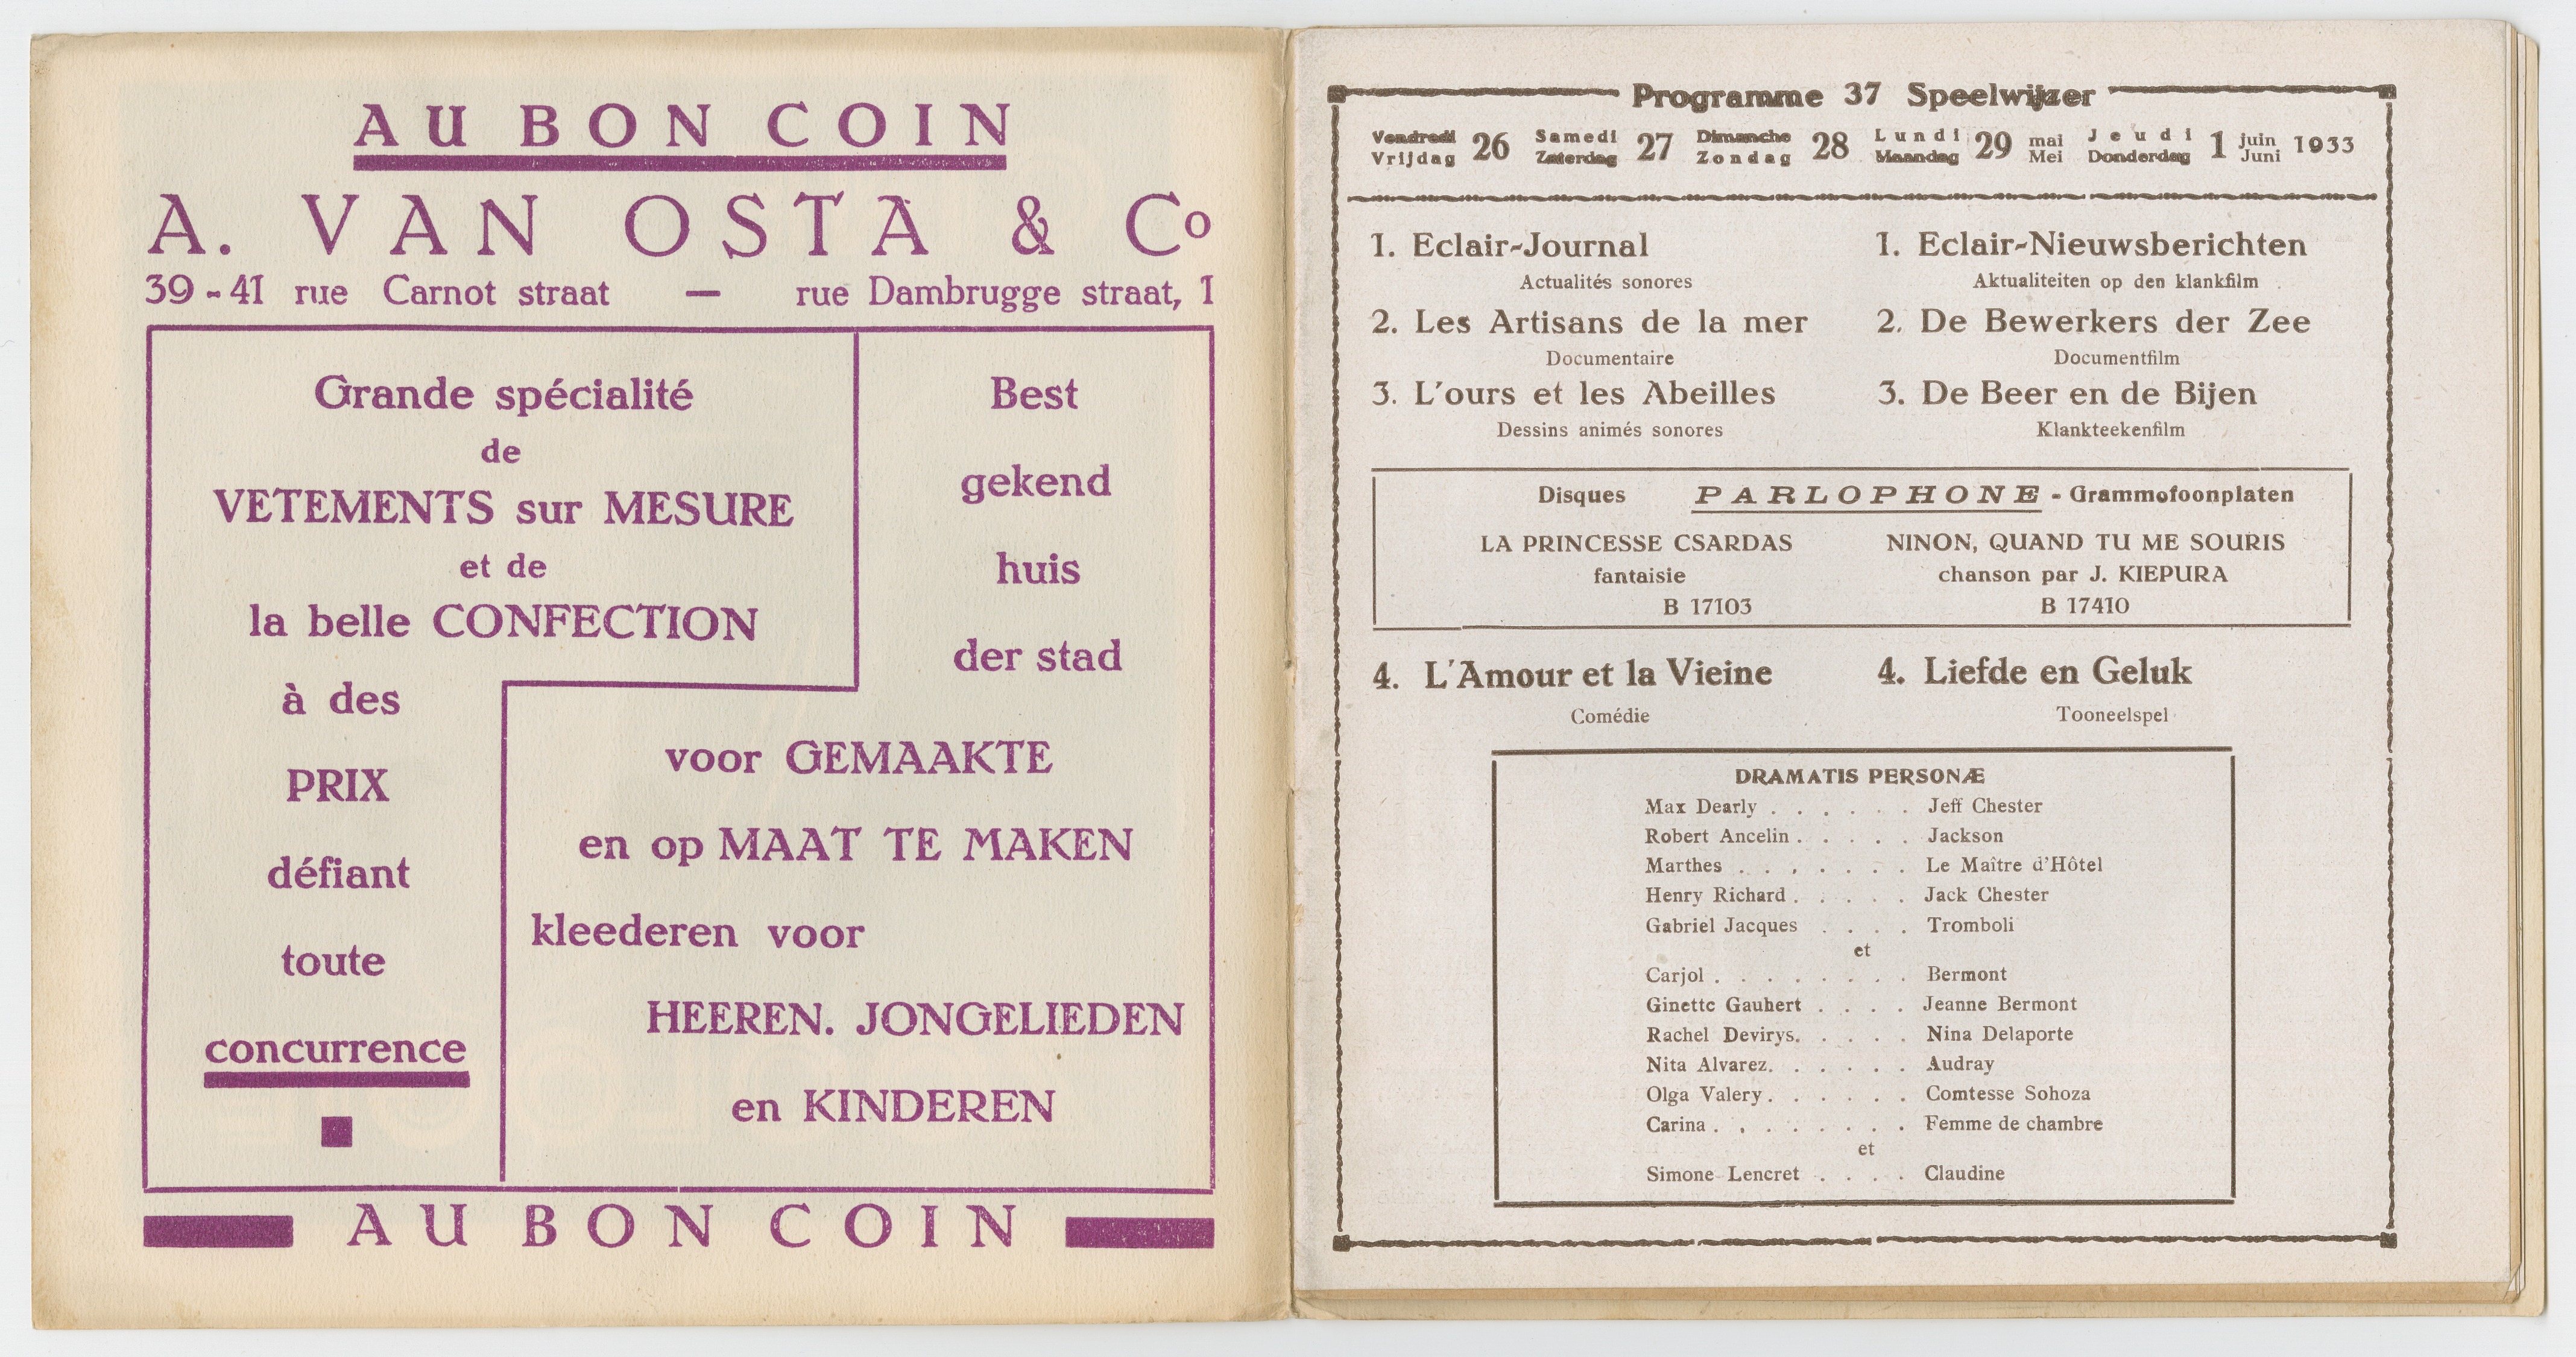 AU BON COIN
A. VAN OSTA & Co
39-41 rue Carnot straat — rue Dambrugge straat, 1
Grande spécialité
de
VETEMENTS sur MESURE
et de
la belle CONFECTION
à des
PRIX
défiant
toute
concurrence
Best
gekend
huis
der stad
voor GEMAAKTE
en op MAAT TE MAKEN
kleederen voor
HEEREN. JONGELIEDEN
en KINDEREN
AU BON COIN
Programme 37 Speelwijzer
Vendredi Vrijdag 26 Samedi Zaterdag 27 Dimanche Zondag 28 Lundi Maandag 29 mai Mei Jeudi Donderdag 1 juin Juni 1933
1. Eclair-Journal
Actualités sonores
2. Les Artisans de la mer
Documentaire
3. L'ours et les Abeilles
Dessins animés sonores
1. Eclair-Nieuwsberichten
Aktualiteiten op den klankfilm
2. De Bewerkers der Zee
Documentfilm
3. De Beer en de Bijen
Klankteekenfilm
Disques PARLOPHONE - Grammofoonplaten
LA PRINCESSE CSARDAS
fantaisie
B 17103
NINON, QUAND TU ME SOURIS
chanson par J. KIEPURA
B 17410
4. L'Amour et la Vieine
Comédie
4. Liefde en Geluk
Tooneelspel
DRAMATIS PERSONÆ
Max Dearly . . . . . . Jeff Chester
Robert Ancelin . . . . . Jackson
Marthes . . . . . . . Le Maître d'Hôtel
Henry Richard . . . . . Jack Chester
Gabriel Jacques . . . . Tromboli
et
Carjol . . . . . . . . Bermont
Ginettc Gauhert . . . . Jeanne Bermont
Rachel Devirys. . . . . Nina Delaporte
Nita Alvarez. . . . . . Audray
Olga Valery . . . . . . Comtesse Sohoza
Carina . . . . . . . . Femme de chambre
et
Simone Lencret . . . . Claudine